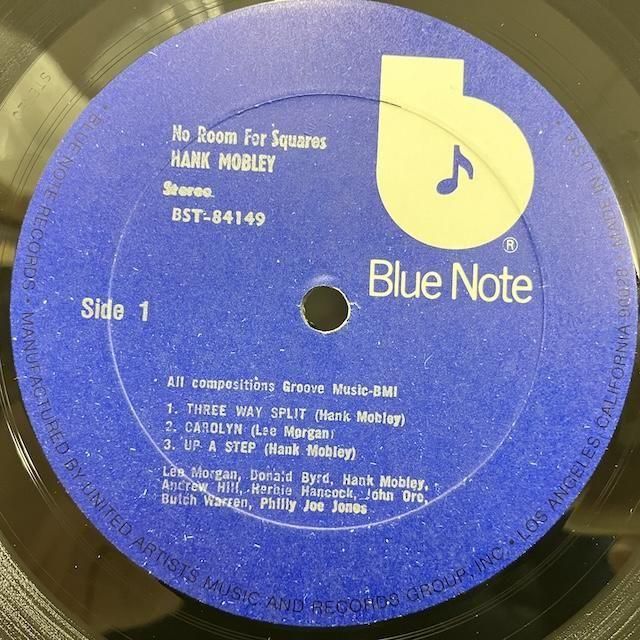 No Room For Squares
HANK MOBLEY
Stereo
BST-84149
®
Blue Note
Side 1
All compositions Groove Music-BMI
1. THREE WAY SPLIT (Hank Mobley)
2. CAROLYN (Lee Morgan)
3. UP A STEP (Hank Mobley)
Lee Morgan, Donald Byrd, Hank Mobley,
Andrew Hill, Herbie Hancock, John Oro,
Butch Warren, Philly Joe Jones
• BLUE NOTE RECORDS • MANUFACTURED BY UNITED ARTISTS MUSIC AND RECORDS GROUP, INC. • LOS ANGELES, CALIFORNIA 90028 MADE IN U.S.A. •